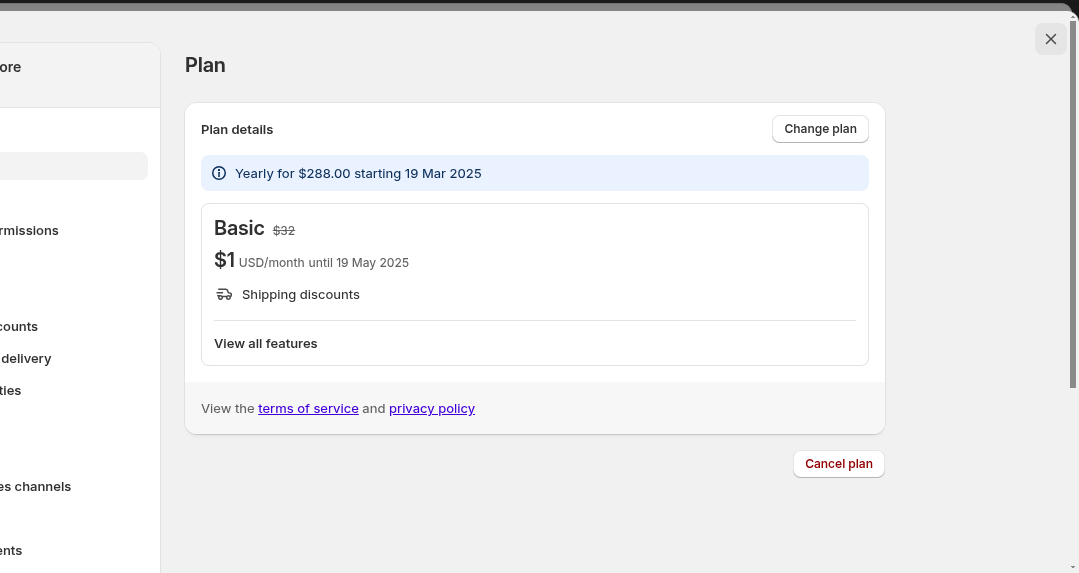 ore
Plan
Plan details
Change plan
Yearly for $288.00 starting 19 Mar 2025
Basic $32
$1 USD/month until 19 May 2025
rmissions
Shipping discounts
counts
View all features
delivery
ties
View the terms of service and privacy policy
Cancel plan
es channels
ents